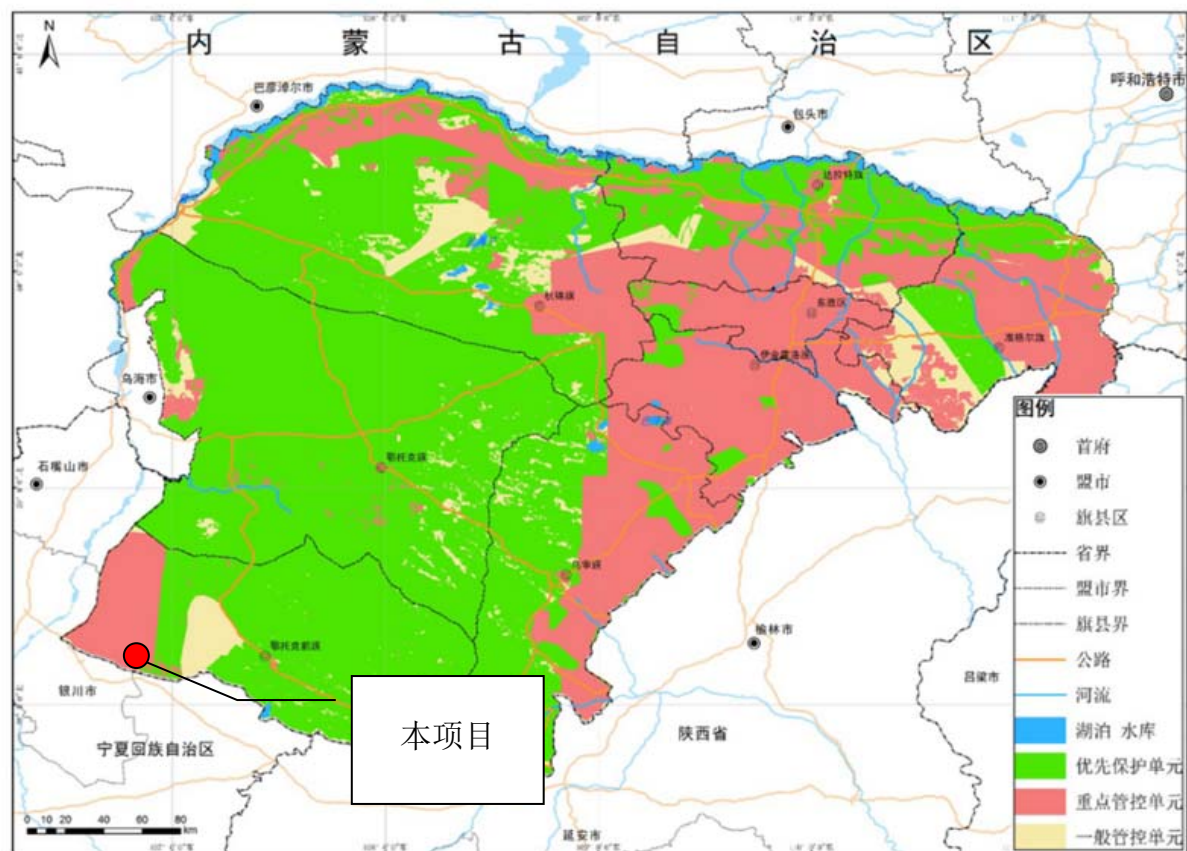 N
内蒙古自治区
呼和浩特市
巴彦淖尔市
包头市
达拉特旗
杭锦旗
东胜区
伊金霍洛旗
准格尔旗
乌海市
石嘴山市
鄂托克旗
乌审旗
鄂托克前旗
榆林市
吕梁市
银川市
宁夏回族自治区
陕西省
延安市
本项目
图例
首府
盟市
旗县区
省界
盟市界
旗县界
公路
河流
湖泊 水库
优先保护单元
重点管控单元
一般管控单元
0 10 20 40 60 80
km